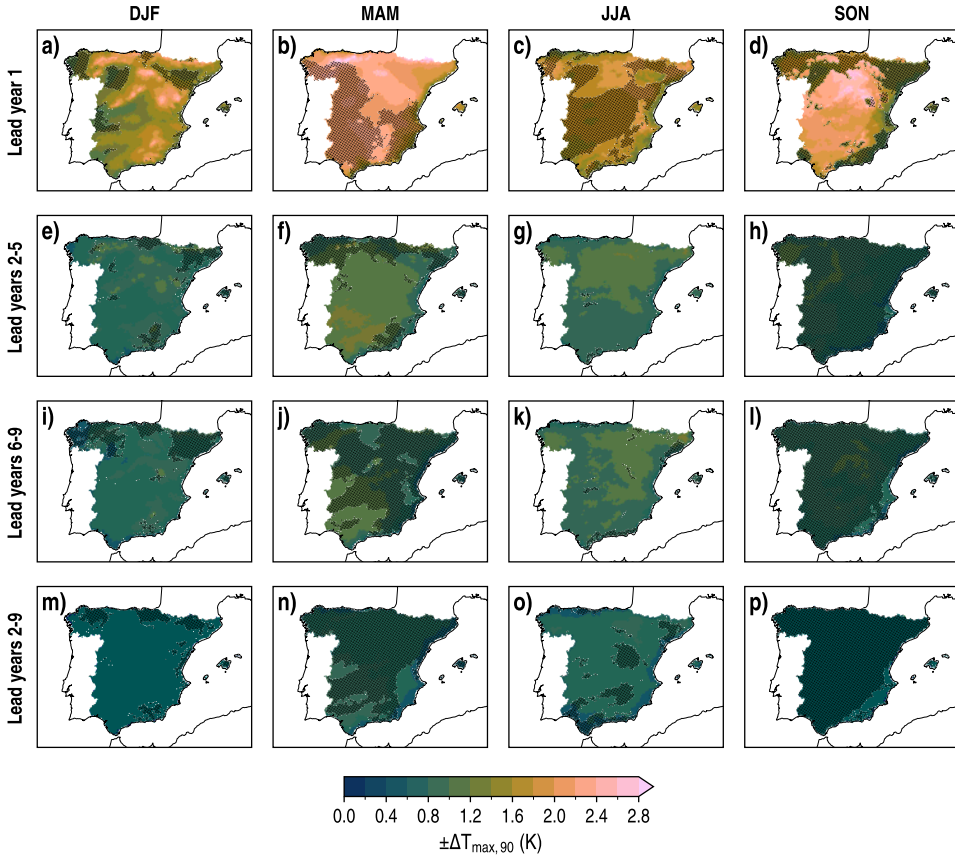 DJF MAM JJA SON
Lead year 1
a) b) c) d)
Lead years 2-5
e) f) g) h)
Lead years 6-9
i) j) k) l)
Lead years 2-9
m) n) o) p)
0.0 0.4 0.8 1.2 1.6 2.0 2.4 2.8
±ΔTmax, 90 (K)